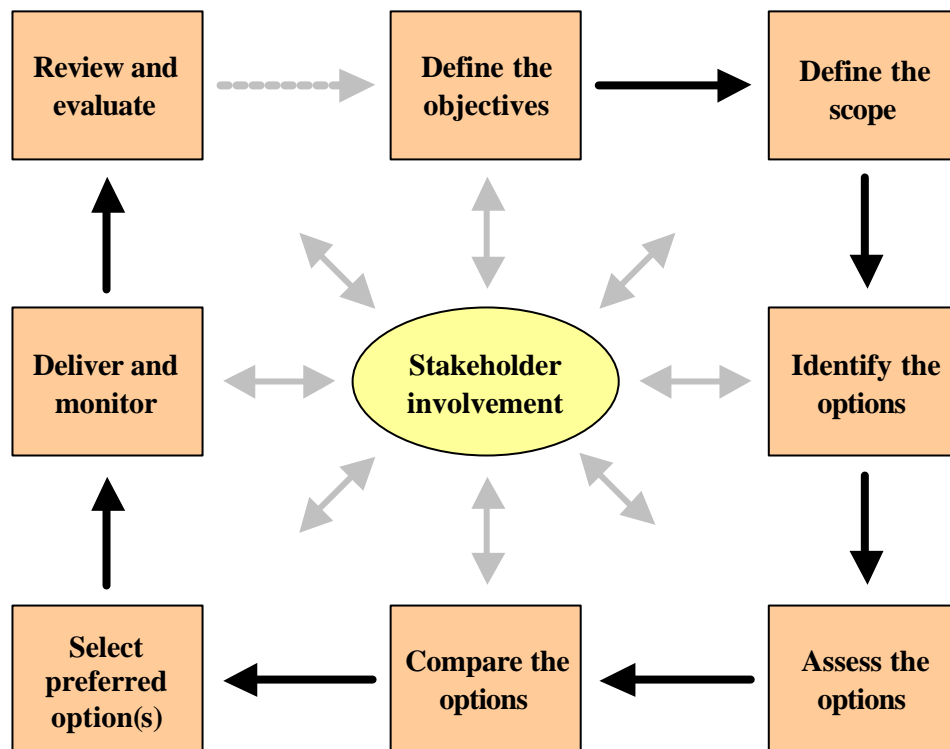 Review and
evaluate
Define the
objectives
Define the
scope
Deliver and
monitor
Stakeholder
involvement
Identify the
options
Select
preferred
option(s)
Compare the
options
Assess the
options